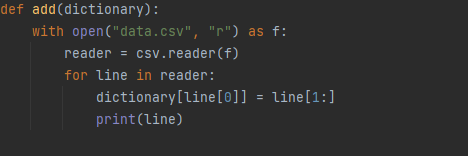 def add(dictionary):
    with open("data.csv", "r") as f:
        reader = csv.reader(f)
        for line in reader:
            dictionary[line[0]] = line[1:]
            print(line)